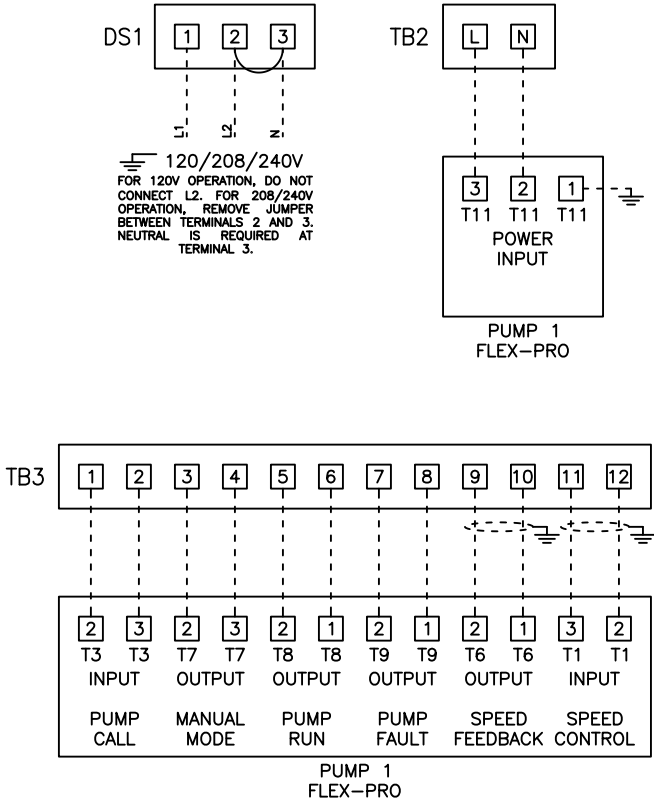 DS1 1 2 3
L1 L2 N
120/208/240V
FOR 120V OPERATION, DO NOT
CONNECT L2. FOR 208/240V
OPERATION, REMOVE JUMPER
BETWEEN TERMINALS 2 AND 3.
NEUTRAL IS REQUIRED AT
TERMINAL 3.
TB2 L N
3 2 1
T11 T11 T11
POWER
INPUT
PUMP 1
FLEX-PRO
TB3 1 2 3 4 5 6 7 8 9 10 11 12
2 3 2 3 2 1 2 1 2 1 3 2
T3 T3 T7 T7 T8 T8 T9 T9 T6 T6 T1 T1
INPUT OUTPUT OUTPUT OUTPUT OUTPUT INPUT
PUMP MANUAL PUMP PUMP SPEED SPEED
CALL MODE RUN FAULT FEEDBACK CONTROL
PUMP 1
FLEX-PRO